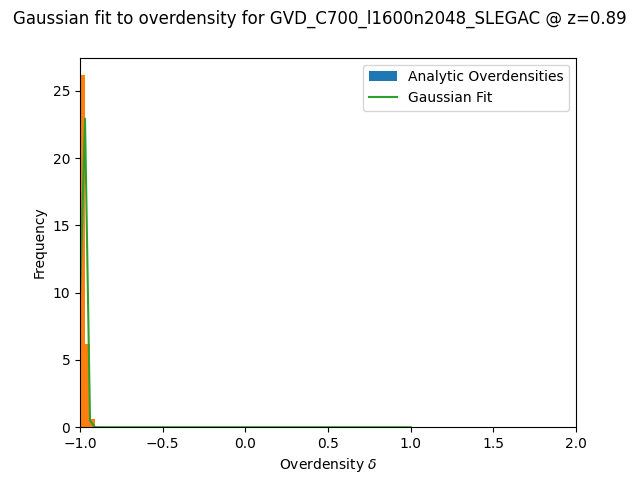 Gaussian fit to overdensity for GVD_C700_l1600n2048_SLEGAC @ z=0.89
Analytic Overdensities
Gaussian Fit
Frequency
25
20
15
10
5
0
−1.0
−0.5
0.0
0.5
1.0
1.5
2.0
Overdensity δ